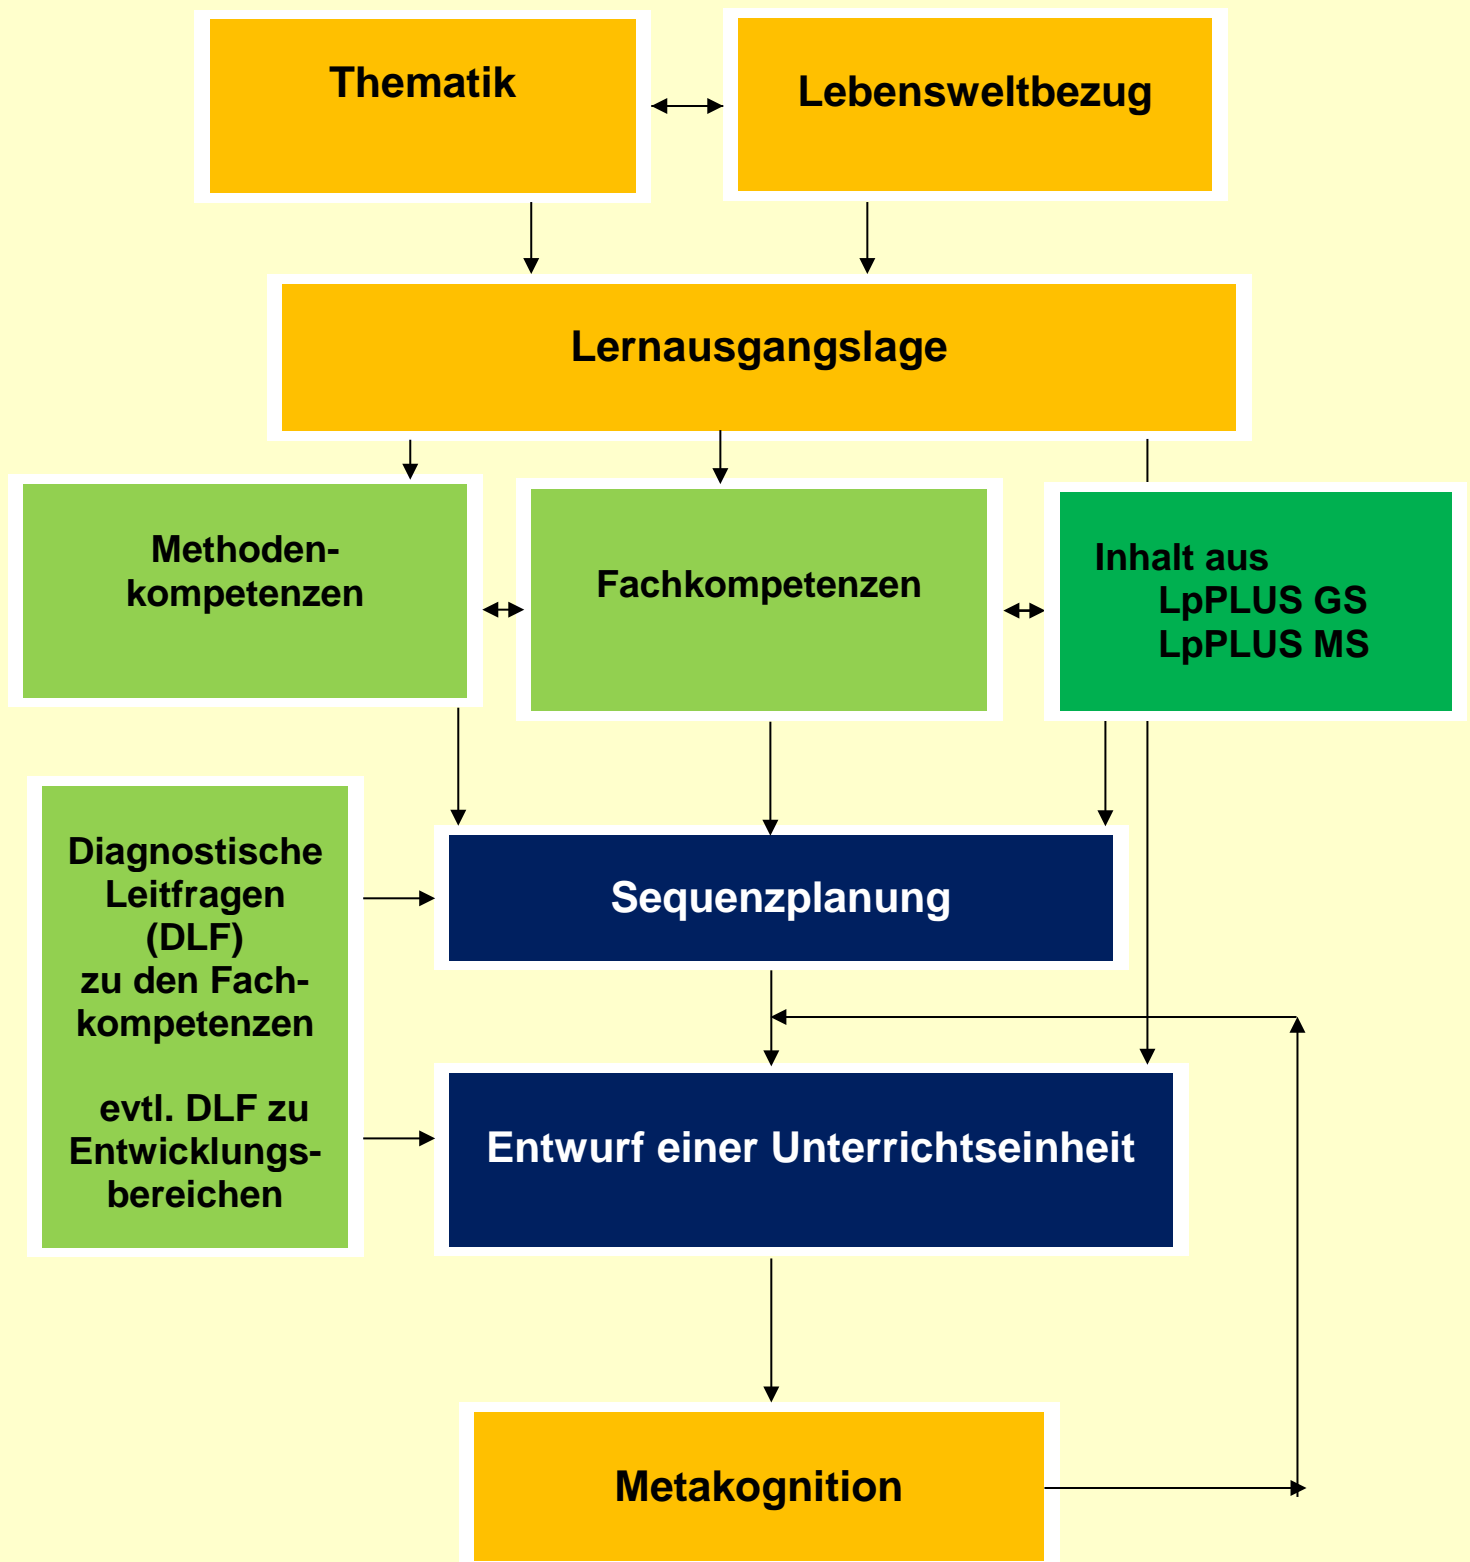 Thematik
Lebensweltbezug
Lernausgangslage
Methoden-
kompetenzen
Fachkompetenzen
Inhalt aus
LpPLUS GS
LpPLUS MS
Diagnostische
Leitfragen
(DLF)
zu den Fach-
kompetenzen
evtl. DLF zu
Entwicklungs-
bereichen
Sequenzplanung
Entwurf einer Unterrichtseinheit
Metakognition